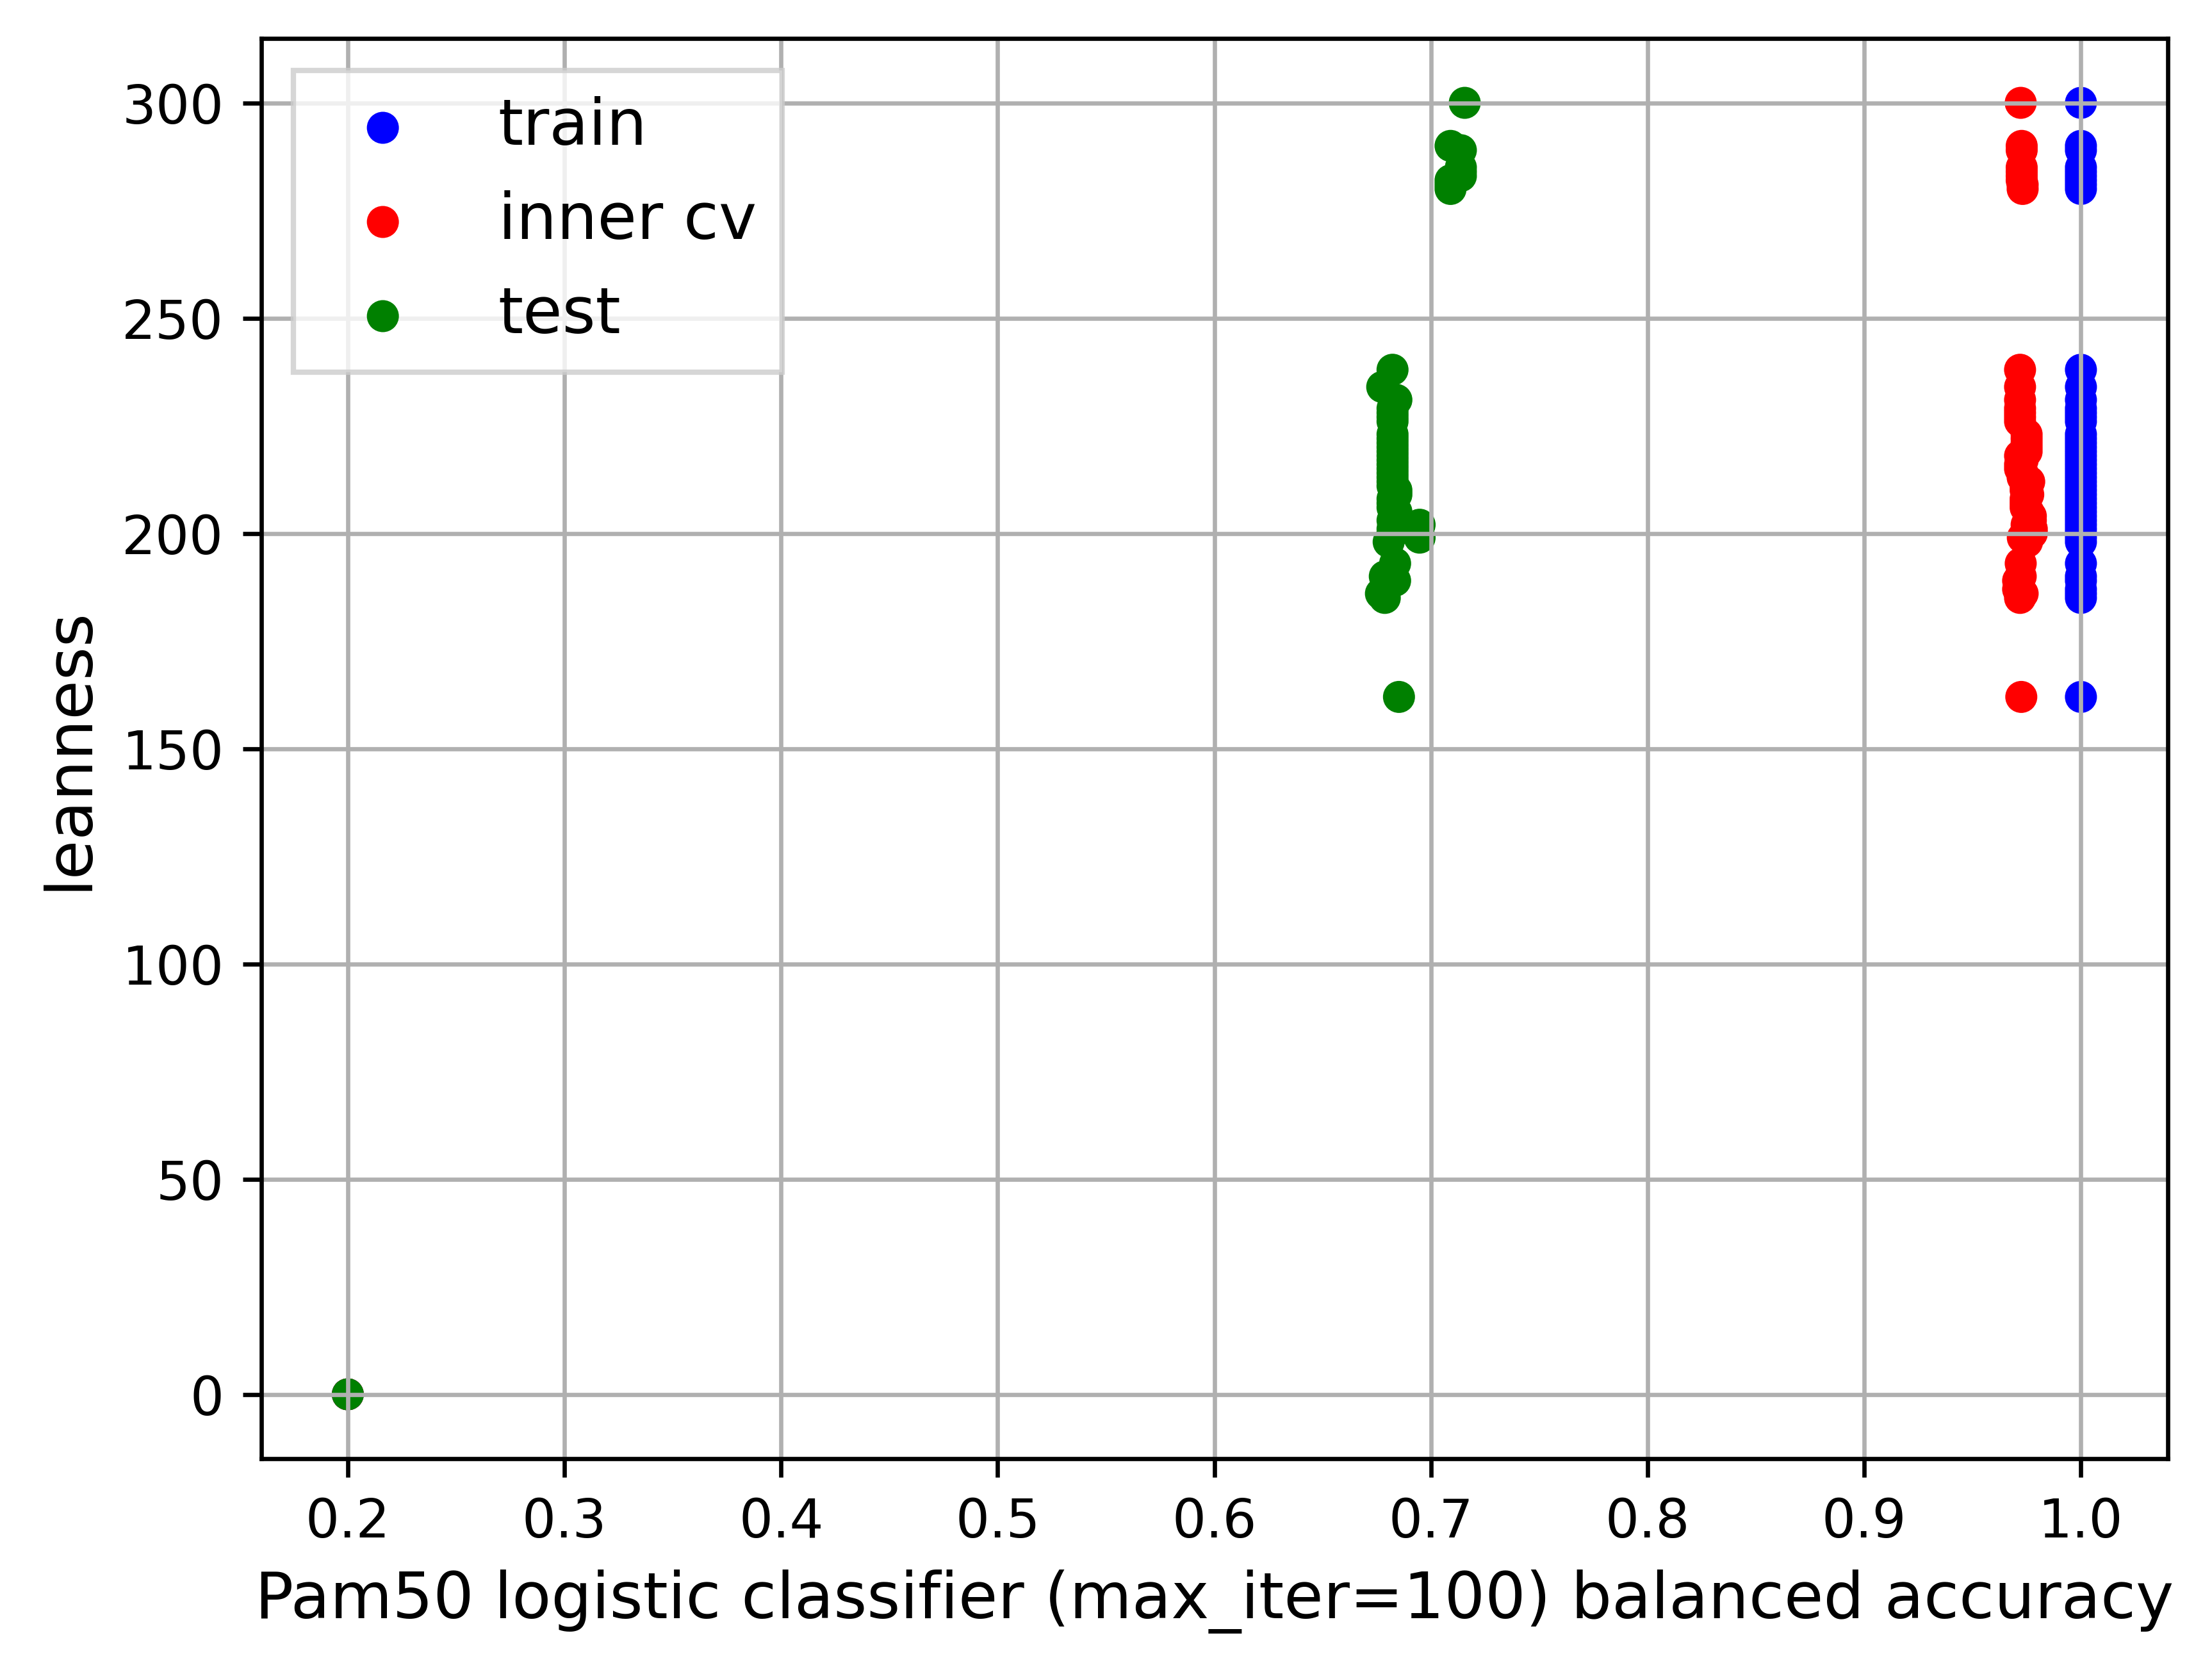 train
inner cv
test
leanness
300
250
200
150
100
50
0
0.2 0.3 0.4 0.5 0.6 0.7 0.8 0.9 1.0
Pam50 logistic classifier (max_iter=100) balanced accuracy